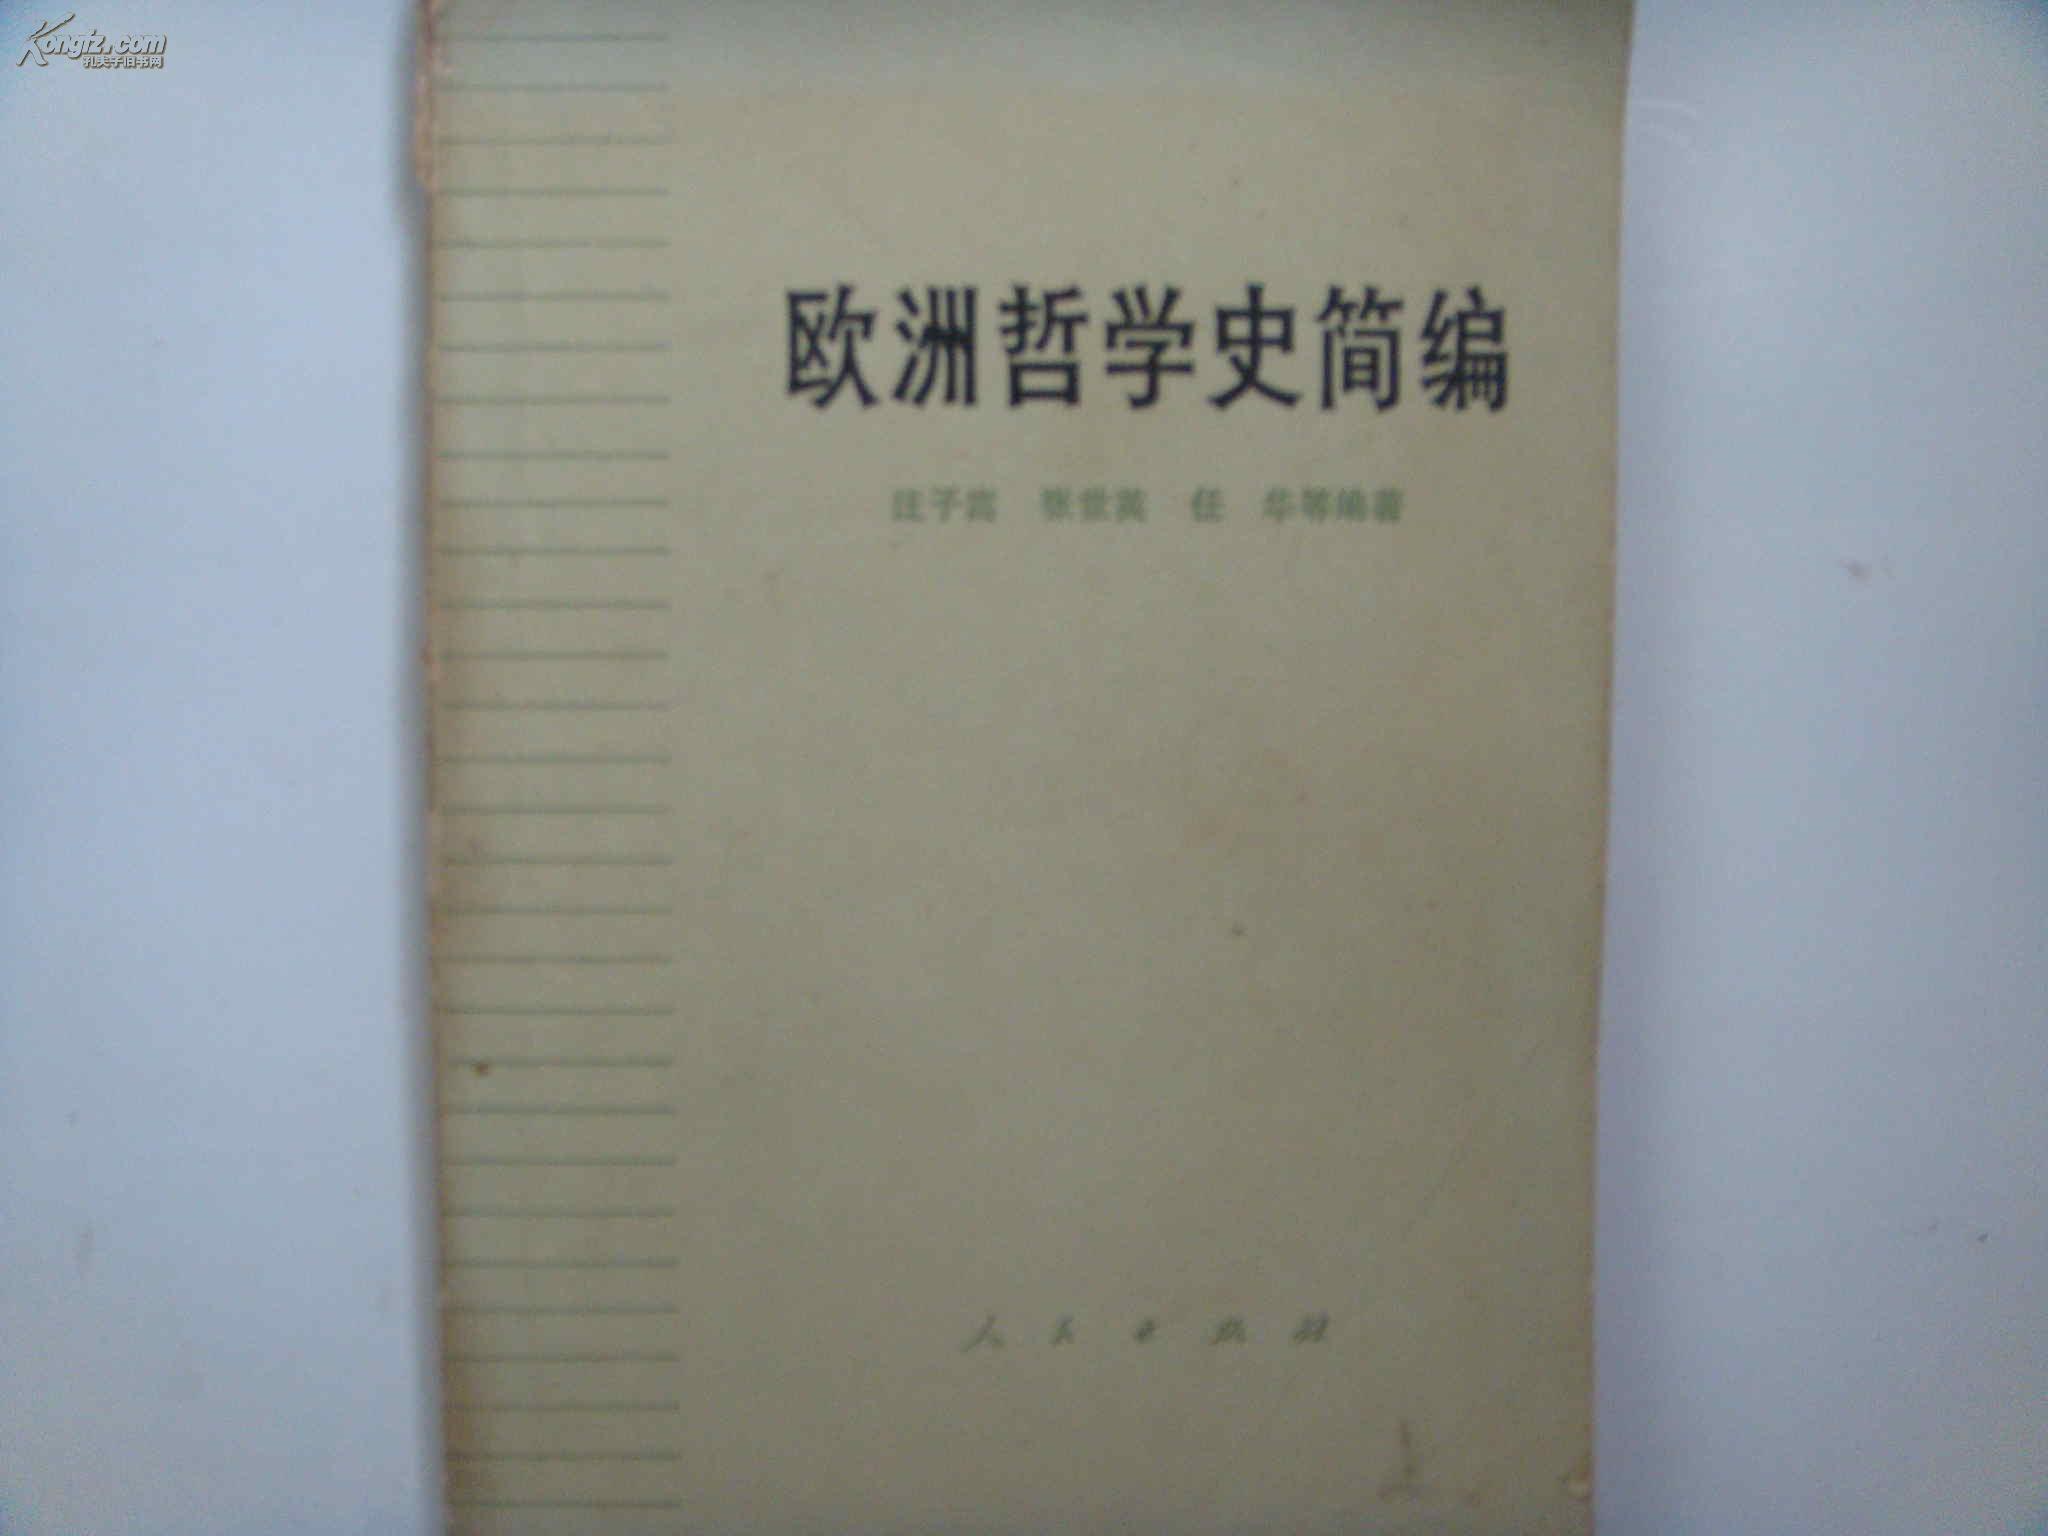 Kongfz.com
孔夫子旧书网
欧洲哲学史简编
汪子嵩 张世英 任 华等编著
人民出版社